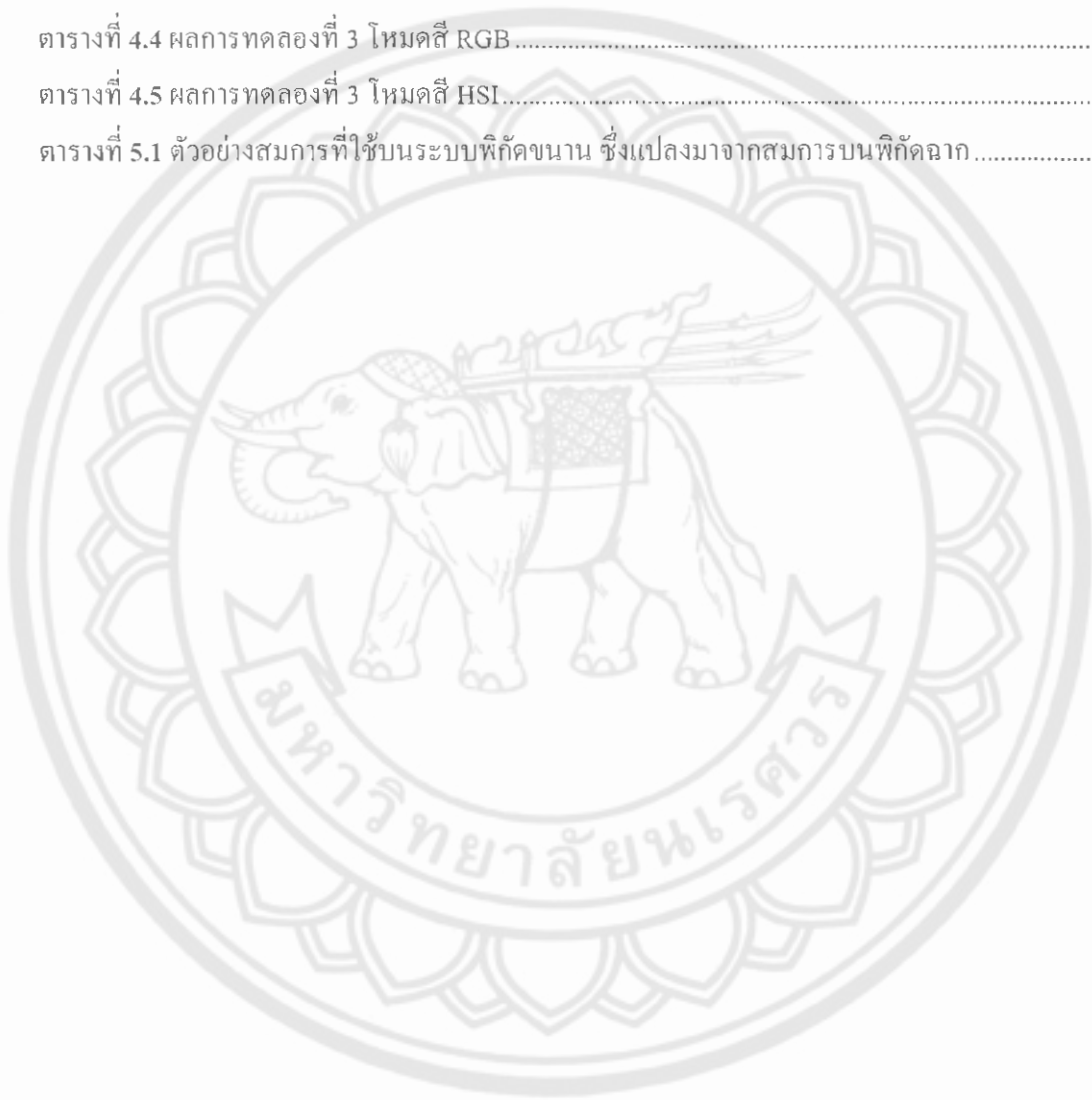 ตารางที่ 4.4 ผลการทดลองที่ 3 โหมดสี RGB
ตารางที่ 4.5 ผลการทดลองที่ 3 โหมดสี HSI
ตารางที่ 5.1 ตัวอย่างสมการที่ใช้บนระบบพิกัดขนาน ซึ่งแปลงมาจากสมการบนพิกัดฉาก
มหาวิทยาลัยนเรศวร